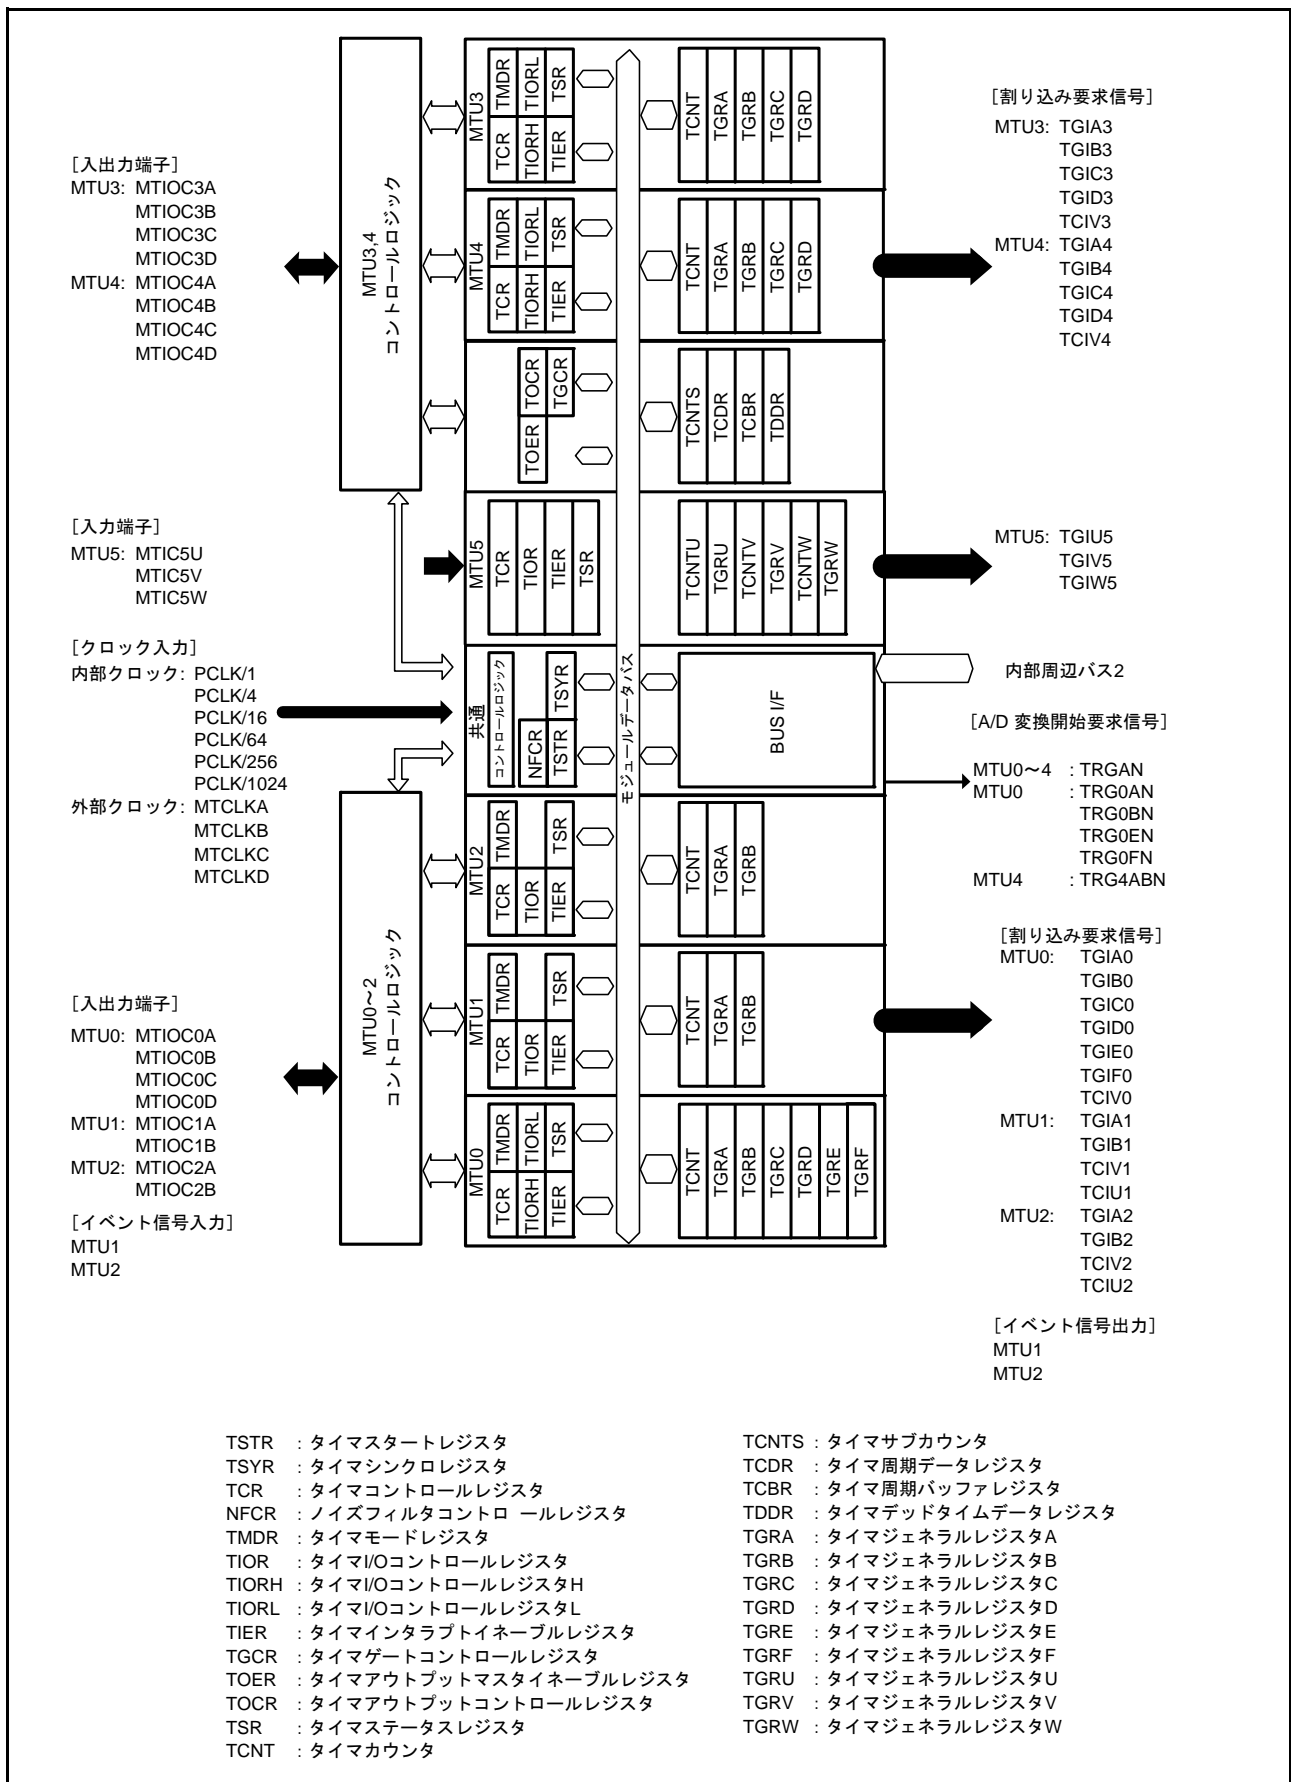 [入出力端子]
MTU3: MTIOC3A
MTIOC3B
MTIOC3C
MTIOC3D
MTU4: MTIOC4A
MTIOC4B
MTIOC4C
MTIOC4D
[入力端子]
MTU5: MTIC5U
MTIC5V
MTIC5W
[クロック入力]
内部クロック: PCLK/1
PCLK/4
PCLK/16
PCLK/64
PCLK/256
PCLK/1024
外部クロック: MTCLKA
MTCLKB
MTCLKC
MTCLKD
[入出力端子]
MTU0: MTIOC0A
MTIOC0B
MTIOC0C
MTIOC0D
MTU1: MTIOC1A
MTIOC1B
MTU2: MTIOC2A
MTIOC2B
[イベント信号入力]
MTU1
MTU2
MTU3,4
コントロールロジック
MTU0~2
コントロールロジック
MTU3
TCR TMDR
TIORH TIORL
TIER TSR
TCNT
TGRA
TGRB
TGRC
TGRD
MTU4
TCR TMDR
TIORH TIORL
TIER TSR
TCNT
TGRA
TGRB
TGRC
TGRD
TOER TOCR
TGCR
TCNTS
TCDR
TCBR
TDDR
MTU5
TCR
TIOR
TIER
TSR
TCNTU
TGRU
TCNTV
TGRV
TCNTW
TGRW
共通
コントロールロジック
NFCR
TSTR TSYR
モジュールデータバス
BUS I/F
MTU2
TCR TMDR
TIOR
TIER TSR
TCNT
TGRA
TGRB
MTU1
TCR TMDR
TIOR
TIER TSR
TCNT
TGRA
TGRB
MTU0
TCR TMDR
TIORH TIORL
TIER TSR
TCNT
TGRA
TGRB
TGRC
TGRD
TGRE
TGRF
[割り込み要求信号]
MTU3: TGIA3
TGIB3
TGIC3
TGID3
TCIV3
MTU4: TGIA4
TGIB4
TGIC4
TGID4
TCIV4
MTU5: TGIU5
TGIV5
TGIW5
内部周辺バス2
[A/D 変換開始要求信号]
MTU0~4 : TRGAN
MTU0 : TRG0AN
TRG0BN
TRG0EN
TRG0FN
MTU4 : TRG4ABN
[割り込み要求信号]
MTU0: TGIA0
TGIB0
TGIC0
TGID0
TGIE0
TGIF0
TCIV0
MTU1: TGIA1
TGIB1
TCIV1
TCIU1
MTU2: TGIA2
TGIB2
TCIV2
TCIU2
[イベント信号出力]
MTU1
MTU2
TSTR : タイマスタートレジスタ
TSYR : タイマシンクロレジスタ
TCR : タイマコントロールレジスタ
NFCR : ノイズフィルタコントロ ールレジスタ
TMDR : タイマモードレジスタ
TIOR : タイマI/Oコントロールレジスタ
TIORH : タイマI/OコントロールレジスタH
TIORL : タイマI/OコントロールレジスタL
TIER : タイマインタラプトイネーブルレジスタ
TGCR : タイマゲートコントロールレジスタ
TOER : タイマアウトプットマスタイネーブルレジスタ
TOCR : タイマアウトプットコントロールレジスタ
TSR : タイマステータスレジスタ
TCNT : タイマカウンタ
TCNTS : タイマサブカウンタ
TCDR : タイマ周期データレジスタ
TCBR : タイマ周期バッファレジスタ
TDDR : タイマデッドタイムデータレジスタ
TGRA : タイマジェネラルレジスタA
TGRB : タイマジェネラルレジスタB
TGRC : タイマジェネラルレジスタC
TGRD : タイマジェネラルレジスタD
TGRE : タイマジェネラルレジスタE
TGRF : タイマジェネラルレジスタF
TGRU : タイマジェネラルレジスタU
TGRV : タイマジェネラルレジスタV
TGRW : タイマジェネラルレジスタW